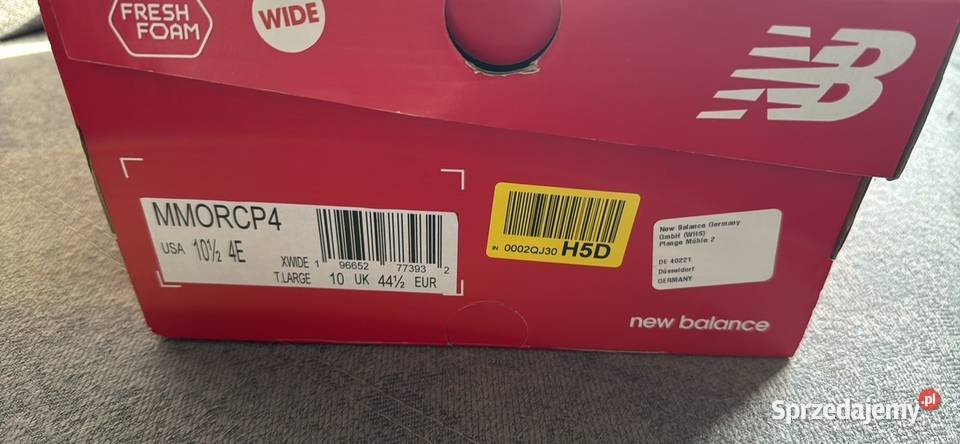 FRESH
FOAM
WIDE
NB
MMORCP4
USA 10½ 4E
XWIDE 1 96652 77393 2
T.LARGE 10 UK 44½ EUR
IN 0002QJ30 H5D
New Balance Germany
GmbH (WHS)
Plange Mühle 2
DE 40221
Düsseldorf
GERMANY
new balance
Sprzedajemy.pl